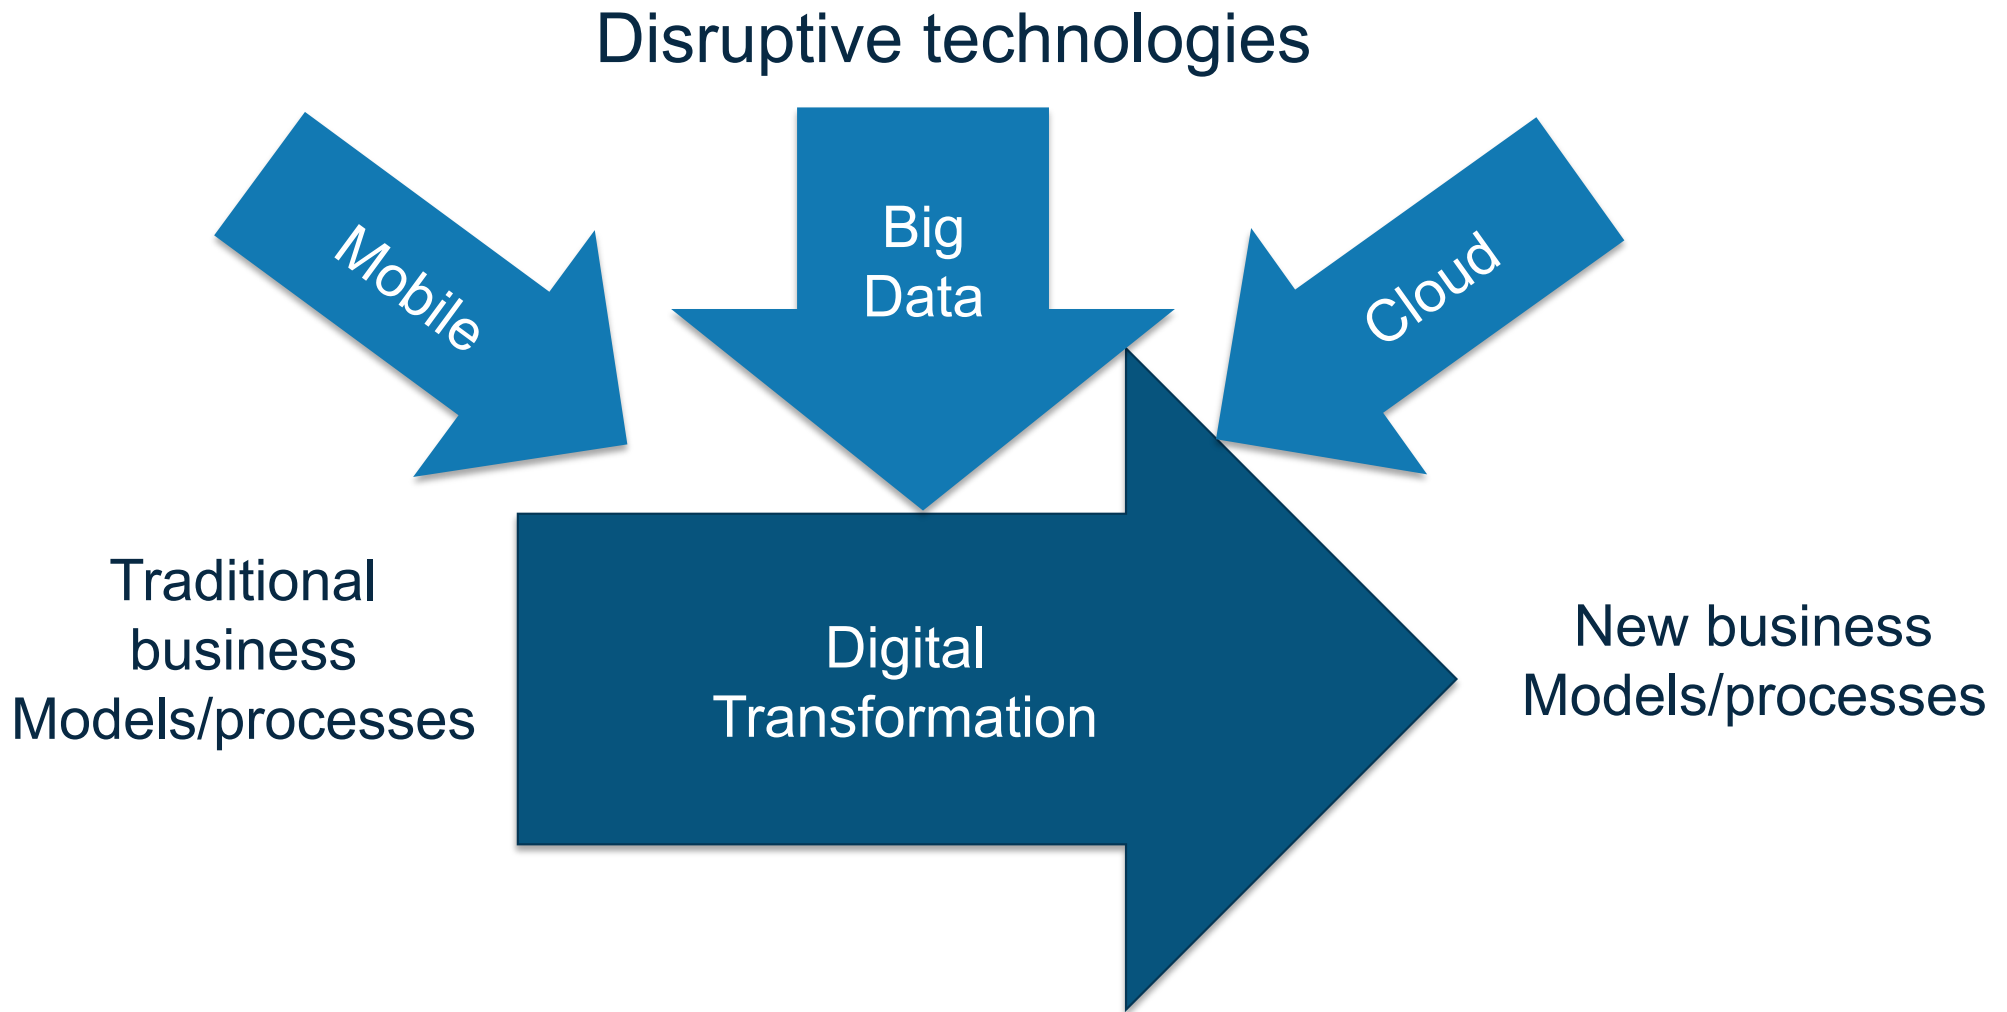 Disruptive technologies
Mobile
Big
Data
Cloud
Traditional
business
Models/processes
Digital
Transformation
New business
Models/processes